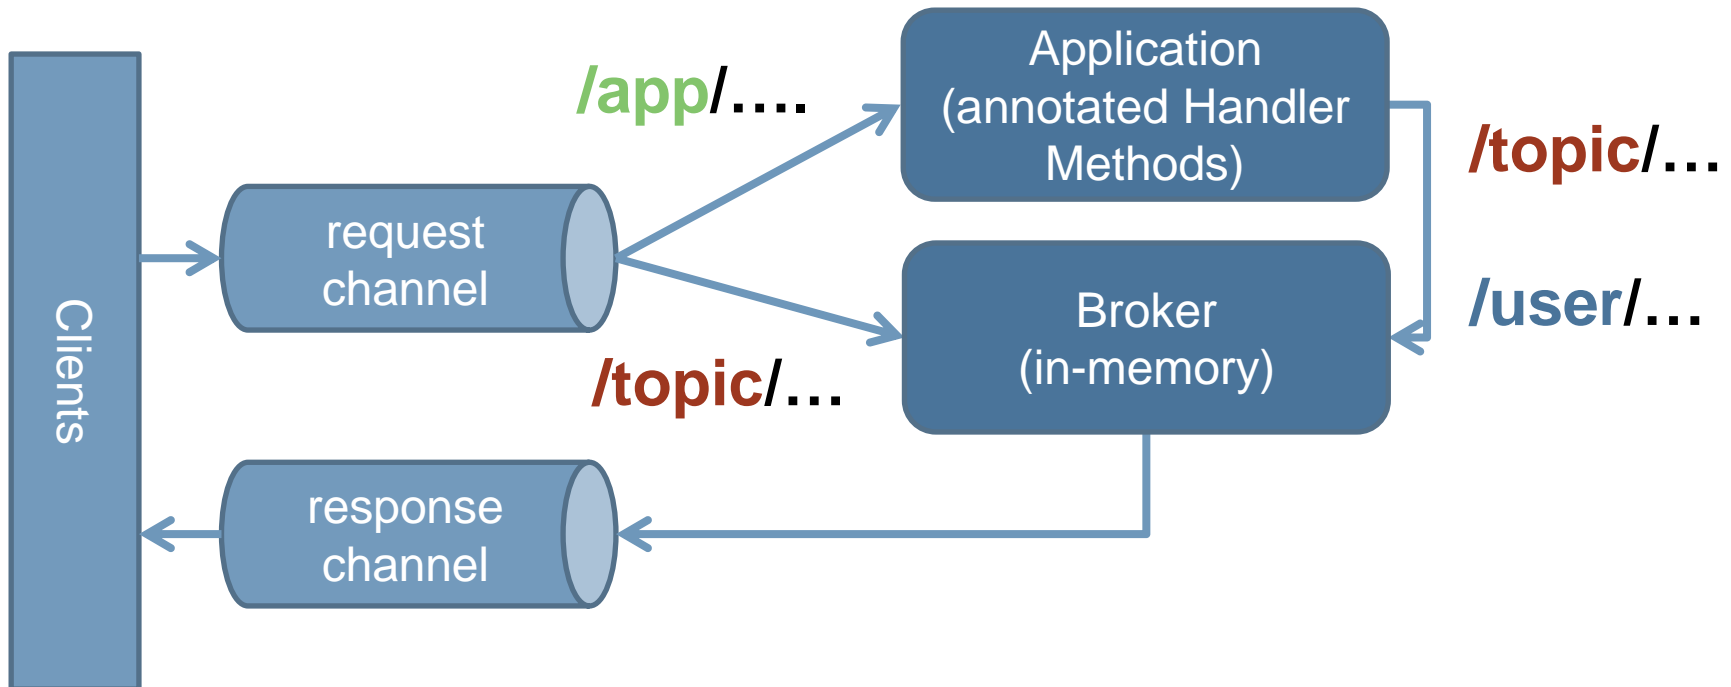 Clients
request
channel
/app/….
/topic/…
Application
(annotated Handler
Methods)
Broker
(in-memory)
/topic/…
/user/…
response
channel